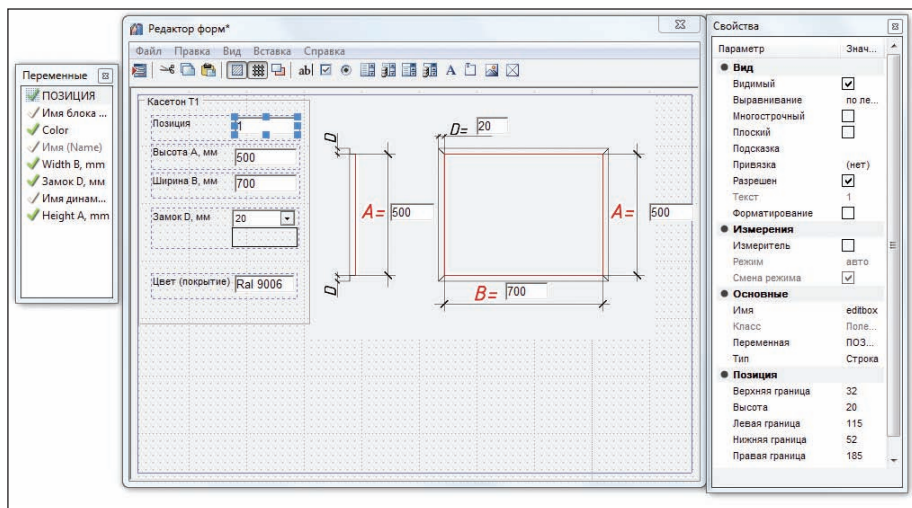 Переменные
ПОЗИЦИЯ
Имя блока ...
Color
Имя (Name)
Width B, mm
Замок D, мм
Имя динам...
Height A, mm
Редактор форм*
Файл Правка Вид Вставка Справка
ab|
A
Касетон Т1
Позиция 1
Высота А, мм 500
Ширина В, мм 700
Замок D, мм 20
Цвет (покрытие) Ral 9006
D
D
D= 20
A= 500
A= 500
B= 700
Свойства
Параметр Знач...
Вид
Видимый
Выравнивание по ле...
Многострочный
Плоский
Подсказка
Привязка (нет)
Разрешен
Текст 1
Форматирование
Измерения
Измеритель
Режим авто
Смена режима
Основные
Имя editbox
Класс Поле...
Переменная ПОЗ...
Тип Строка
Позиция
Верхняя граница 32
Высота 20
Левая граница 115
Нижняя граница 52
Правая граница 185